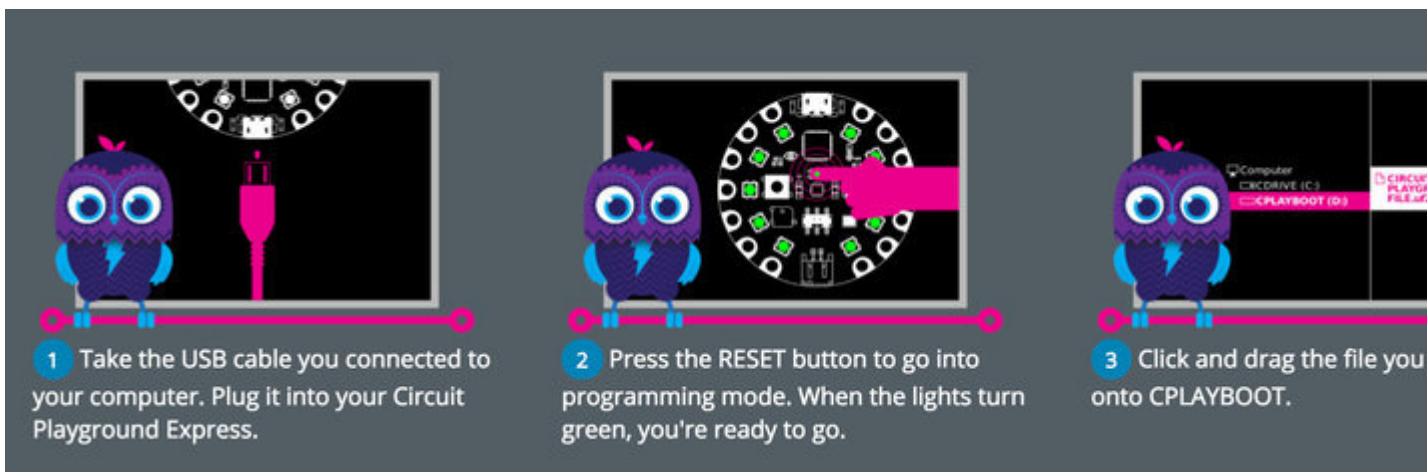 Computer
CDRIVE (C:)
CPLAYBOOT (D:)
1 Take the USB cable you connected to
your computer. Plug it into your Circuit
Playground Express.
2 Press the RESET button to go into
programming mode. When the lights turn
green, you're ready to go.
3 Click and drag the file you
onto CPLAYBOOT.